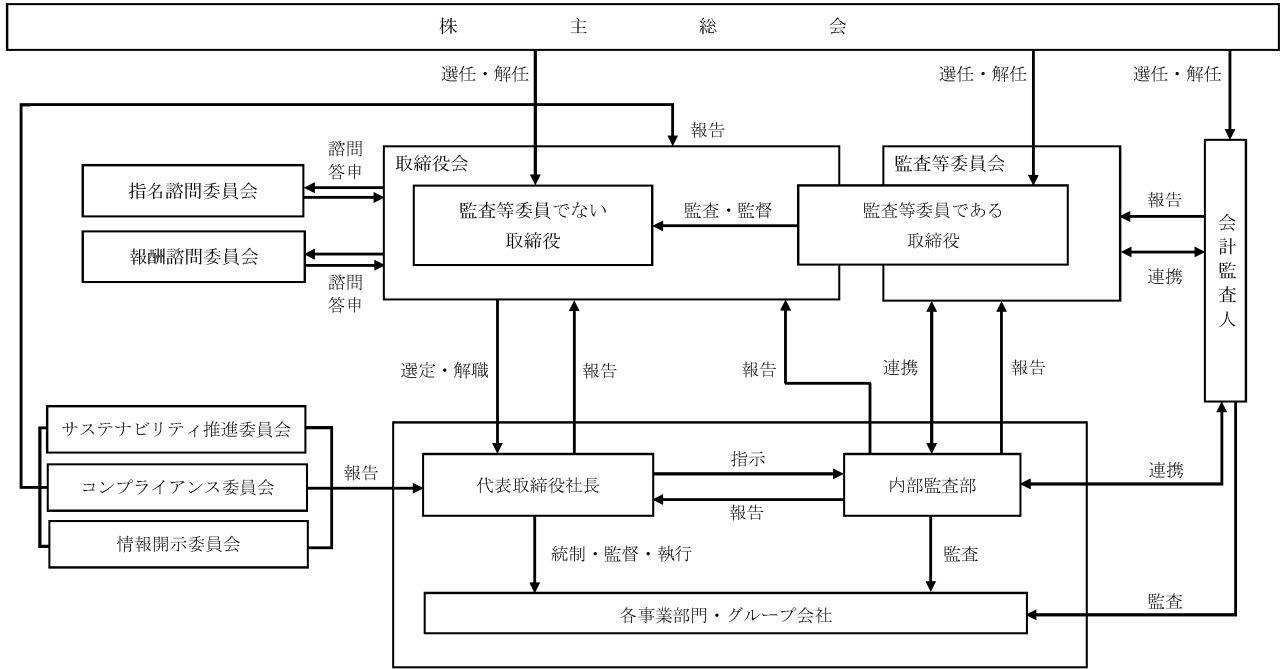 株主総会
選任・解任
選任・解任
選任・解任
報告
諮問
答申
取締役会
監査等委員会
指名諮問委員会
監査等委員でない
取締役
監査・監督
監査等委員である
取締役
報告
会計監査人
報酬諮問委員会
連携
諮問
答申
選定・解職
報告
報告
連携
報告
サステナビリティ推進委員会
コンプライアンス委員会
情報開示委員会
報告
代表取締役社長
指示
報告
内部監査部
連携
統制・監督・執行
監査
各事業部門・グループ会社
監査